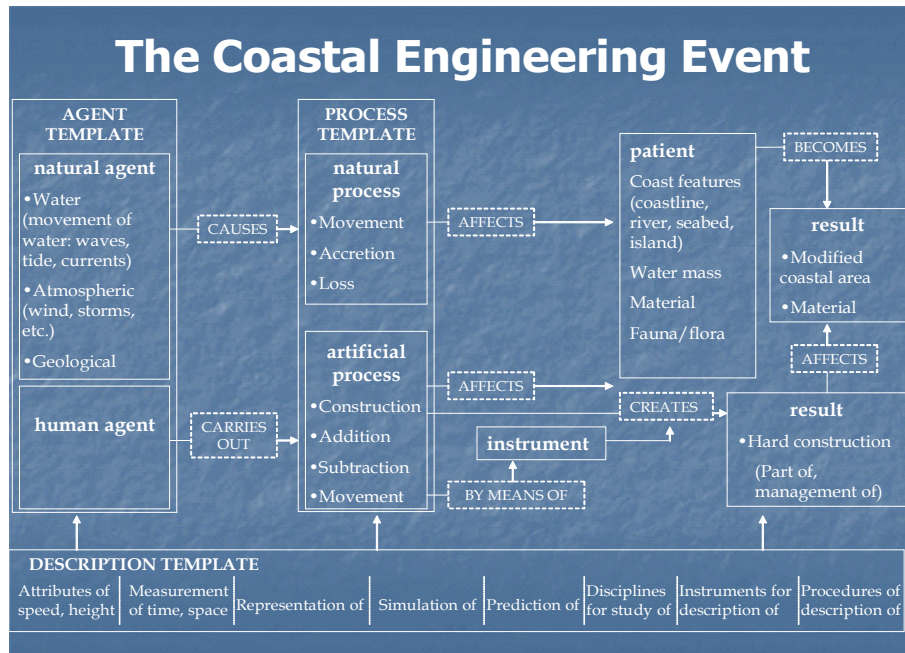 The Coastal Engineering Event
AGENT
TEMPLATE
natural agent
•Water
(movement of
water: waves,
tide, currents)
•Atmospheric
(wind, storms,
etc.)
•Geological
human agent
CAUSES
CARRIES
OUT
PROCESS
TEMPLATE
natural
process
•Movement
•Accretion
•Loss
artificial
process
•Construction
•Addition
•Subtraction
•Movement
AFFECTS
AFFECTS
instrument
BY MEANS OF
patient
Coast features
(coastline,
river, seabed,
island)
Water mass
Material
Fauna/flora
CREATES
BECOMES
result
•Modified
coastal area
•Material
AFFECTS
result
•Hard construction
(Part of,
management of)
DESCRIPTION TEMPLATE
Attributes of
speed, height
Measurement
of time, space
Representation of
Simulation of
Prediction of
Disciplines
for study of
Instruments for
description of
Procedures of
description of